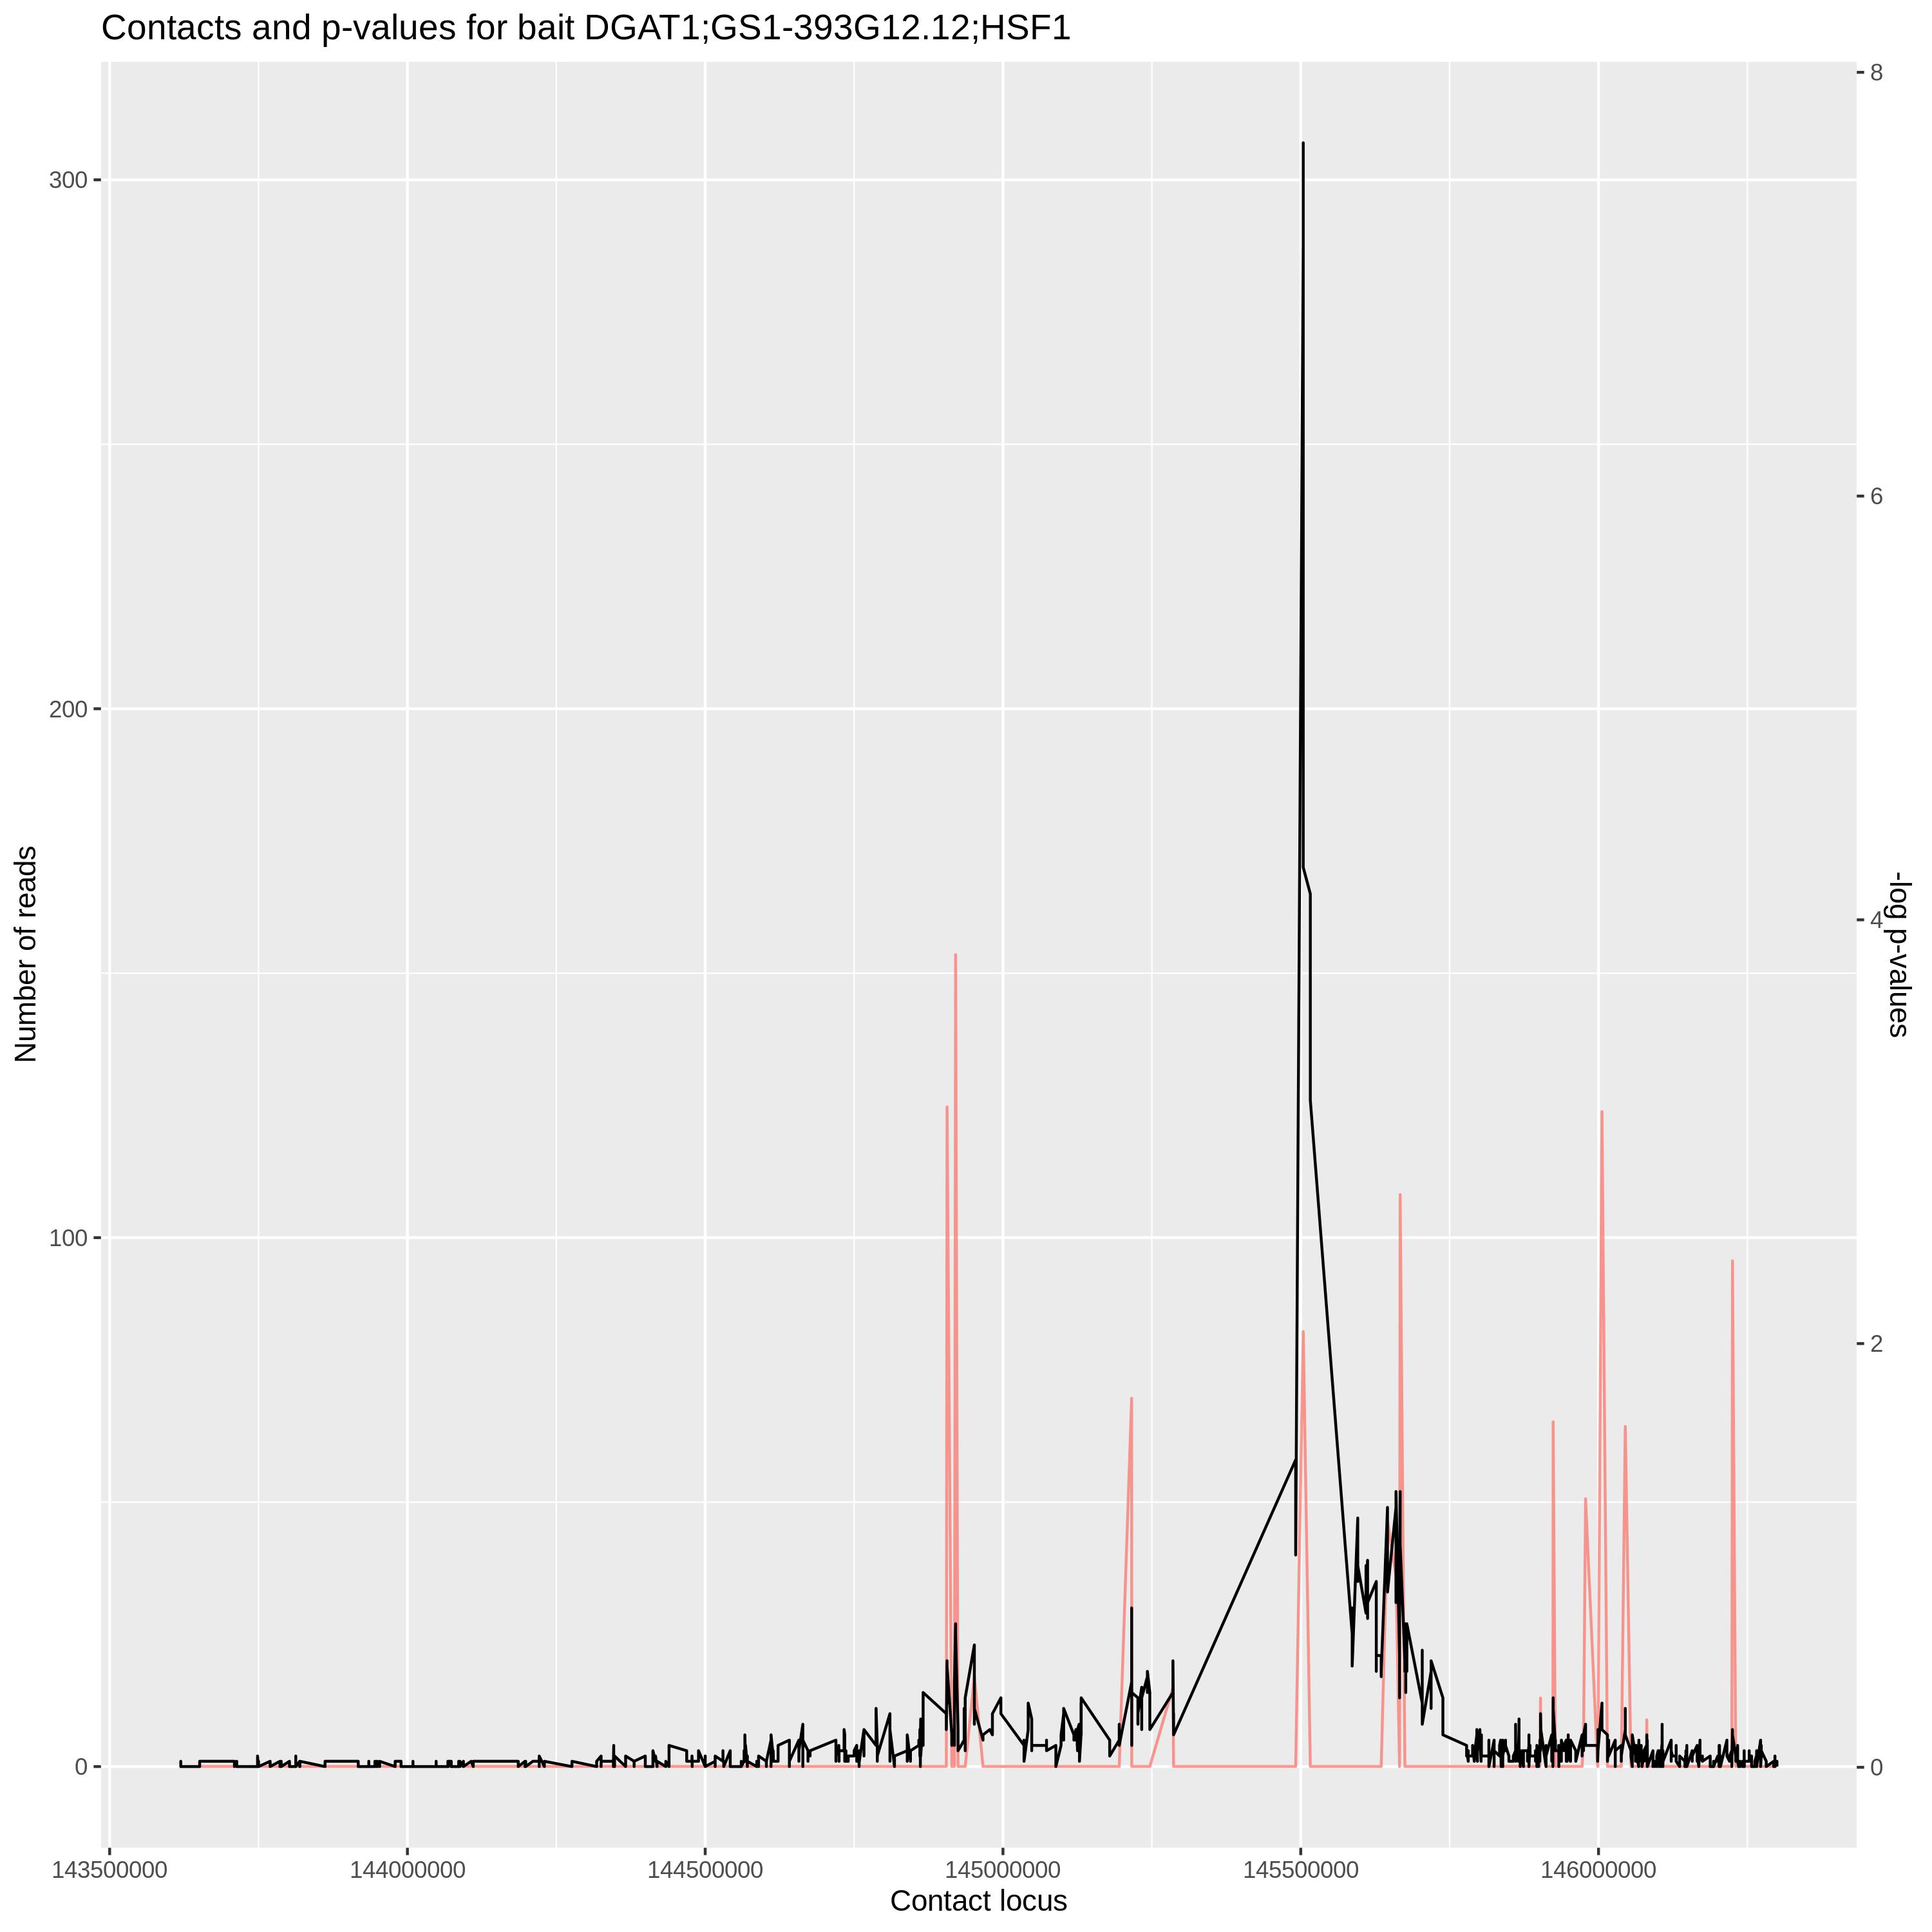 Contacts and p-values for bait DGAT1;GS1-393G12.12;HSF1
Number of reads
300
200
100
0
8
6
4
2
0
-log p-values
143500000 144000000 144500000 145000000 145500000 146000000
Contact locus